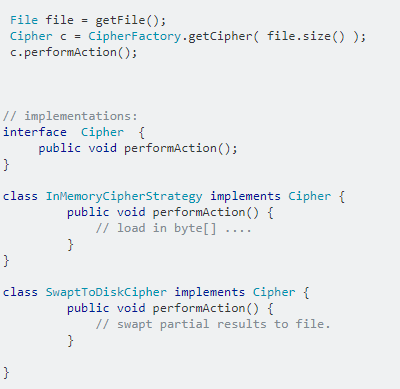 File file = getFile();
Cipher c = CipherFactory.getCipher( file.size() );
c.performAction();
// implementations:
interface  Cipher  {
     public void performAction();
}
class InMemoryCipherStrategy implements Cipher {
         public void performAction() {
             // load in byte[] ....
         }
}
class SwaptToDiskCipher implements Cipher {
         public void performAction() {
             // swapt partial results to file.
         }
}